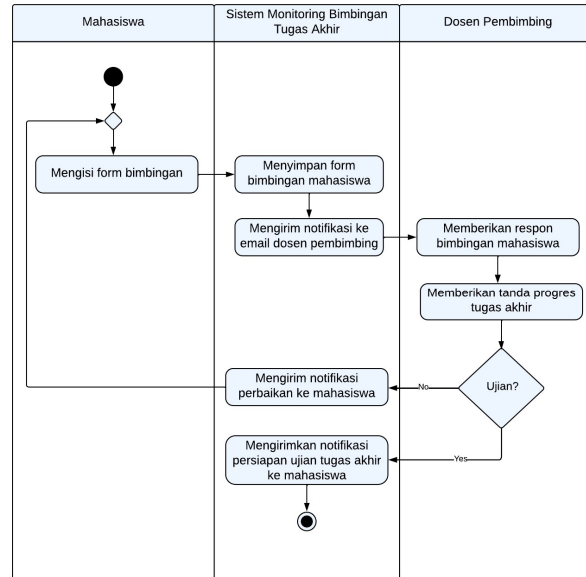 Mahasiswa
Sistem Monitoring Bimbingan
Tugas Akhir
Dosen Pembimbing
Mengisi form bimbingan
Menyimpan form
bimbingan mahasiswa
Mengirim notifikasi ke
email dosen pembimbing
Memberikan respon
bimbingan mahasiswa
Memberikan tanda progres
tugas akhir
Ujian?
No
Mengirim notifikasi
perbaikan ke mahasiswa
Yes
Mengirimkan notifikasi
persiapan ujian tugas akhir
ke mahasiswa